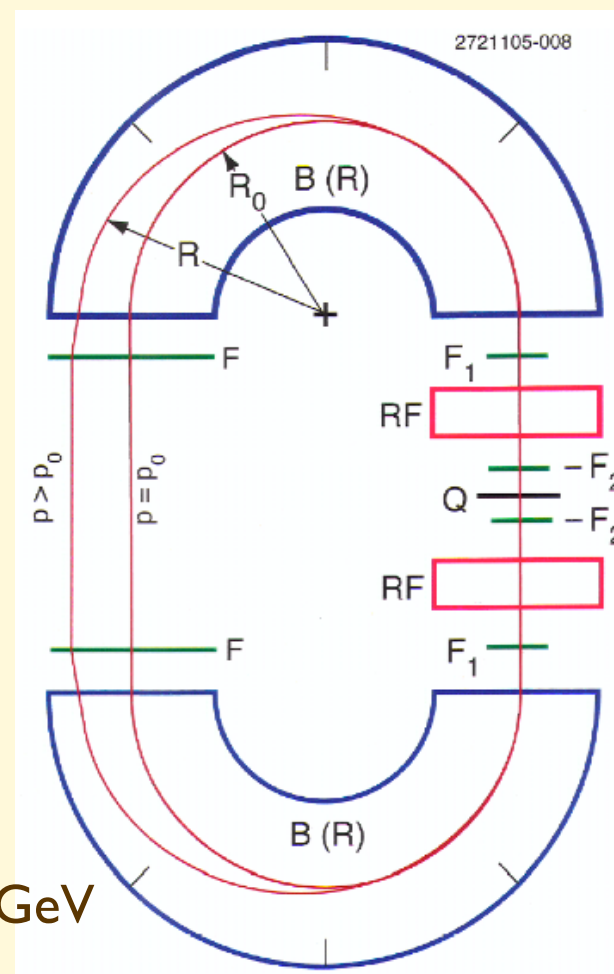 2721105-008
B (R)
R₀
R
F
F₁
RF
p > p₀
p = p₀
– F₂
Q
– F₂
RF
F
F₁
B (R)
GeV